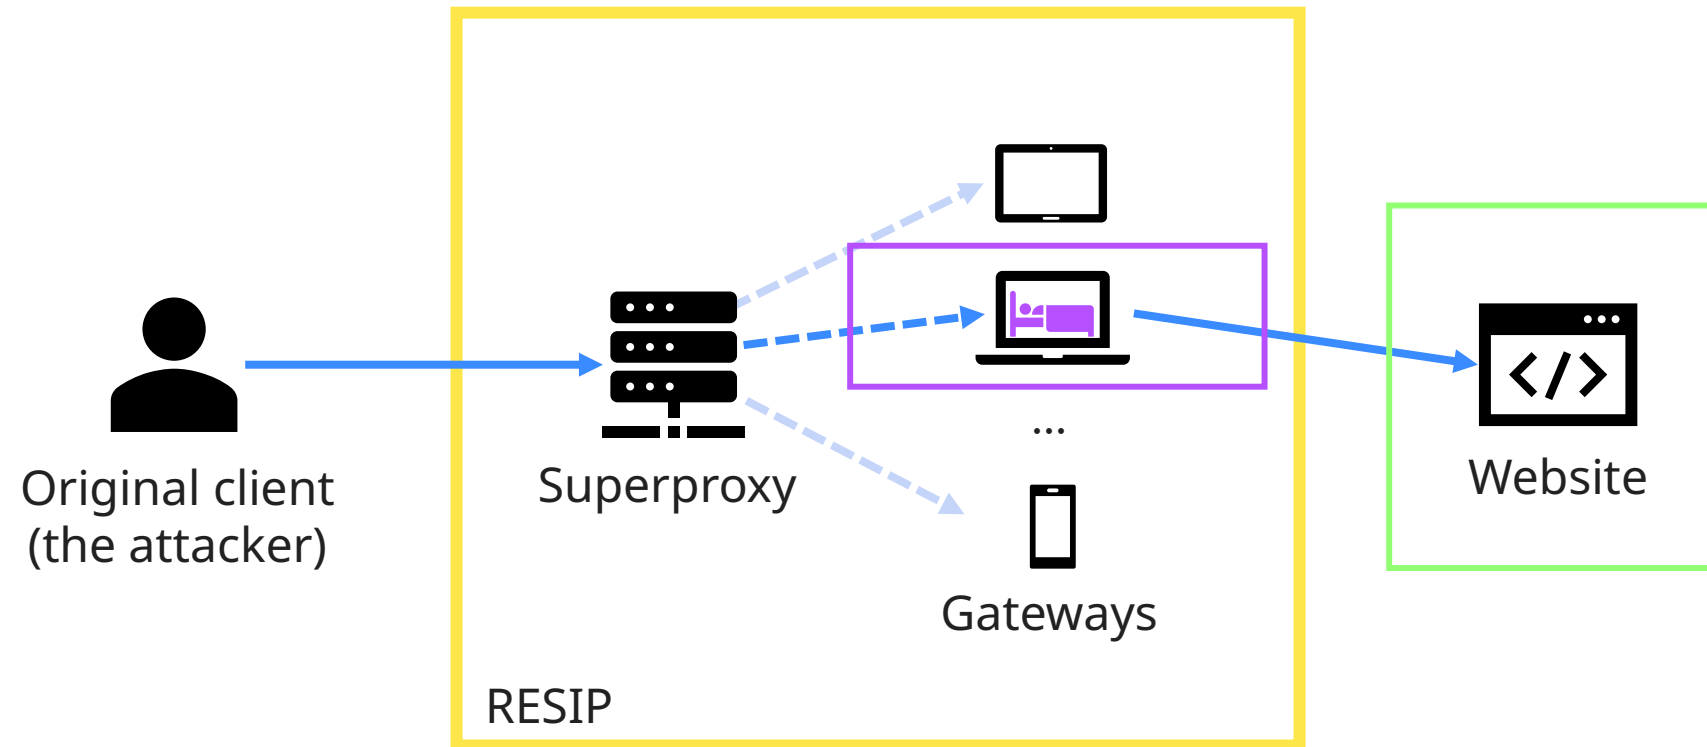 Original client
(the attacker)
Superproxy
...
Gateways
RESIP
</>
Website